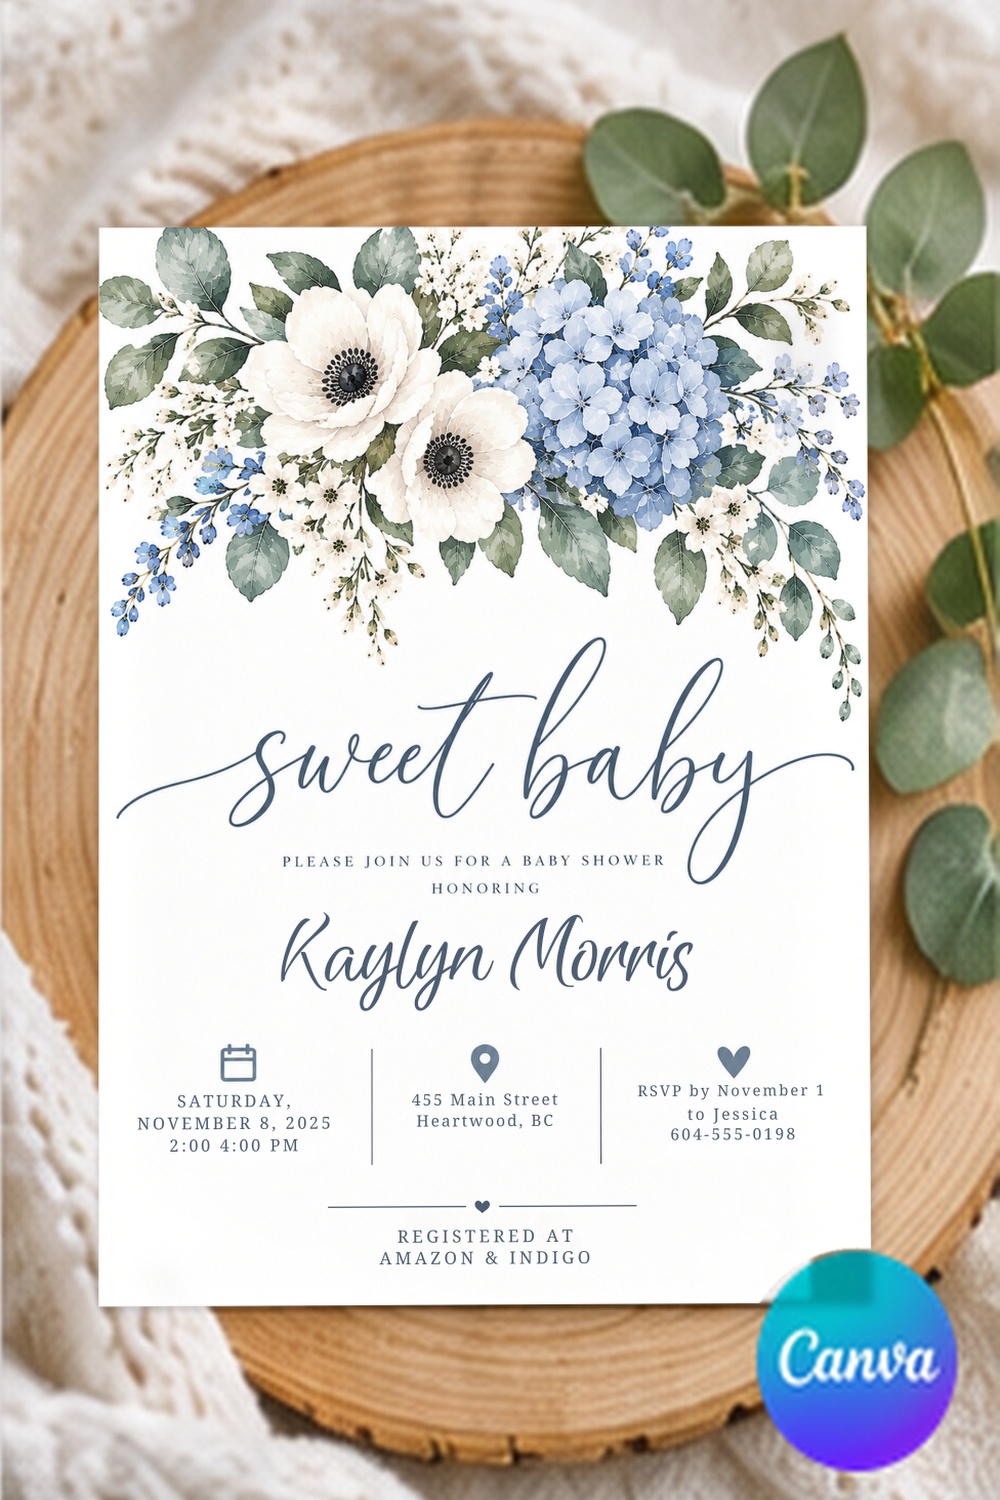 sweet baby
PLEASE JOIN US FOR A BABY SHOWER
HONORING
Kaylyn Morris
SATURDAY,
NOVEMBER 8, 2025
2:00 4:00 PM
455 Main Street
Heartwood, BC
RSVP by November 1
to Jessica
604-555-0198
REGISTERED AT
AMAZON & INDIGO
Canva